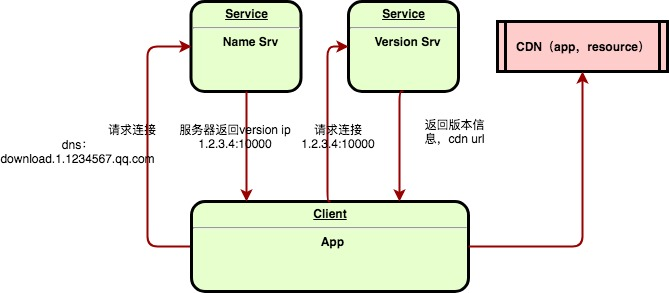 Service
Name Srv
Service
Version Srv
CDN（app，resource）
请求连接
dns：
download.1.1234567.qq.com
服务器返回version ip
1.2.3.4:10000
请求连接
1.2.3.4:10000
返回版本信
息，cdn url
Client
App